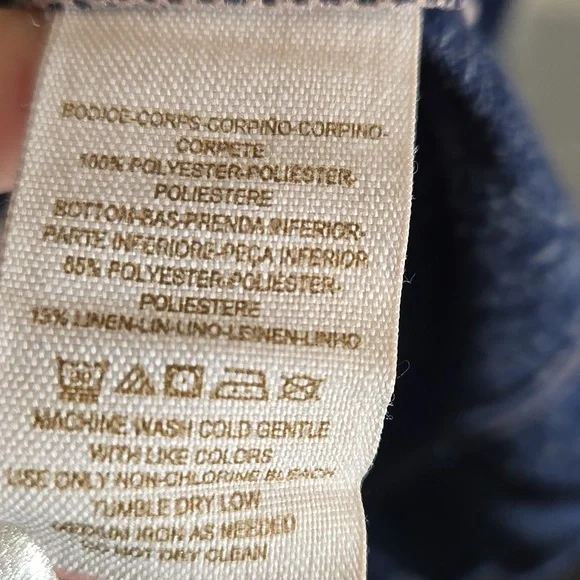 BODICE-CORPS-CORPIÑO-CORPINO-
CORPETE
100% POLYESTER-POLIESTER-
POLIESTERE
BOTTOM-BAS-PRENDA INFERIOR-
PARTE INFERIORE-PEÇA INFERIOR
85% POLYESTER-POLIESTER-
POLIESTERE
15% LINEN-LIN-LINO-LEINEN-LINHO
30
MACHINE WASH COLD GENTLE
WITH LIKE COLORS
USE ONLY NON-CHLORINE BLEACH
TUMBLE DRY LOW
IRON AS NEEDED
DO NOT DRY CLEAN